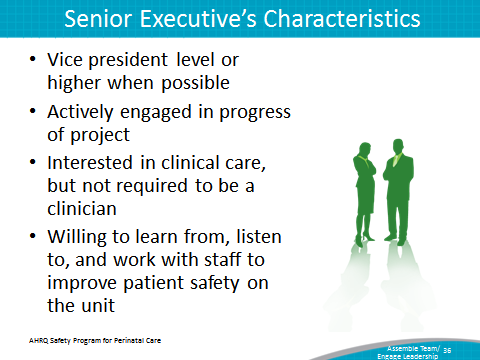 Senior Executive's Characteristics
• Vice president level or
higher when possible
• Actively engaged in progress
of project
• Interested in clinical care,
but not required to be a
clinician
• Willing to learn from, listen
to, and work with staff to
improve patient safety on
the unit
AHRQ Safety Program for Perinatal Care
Assemble Team/
Engage Leadership
36